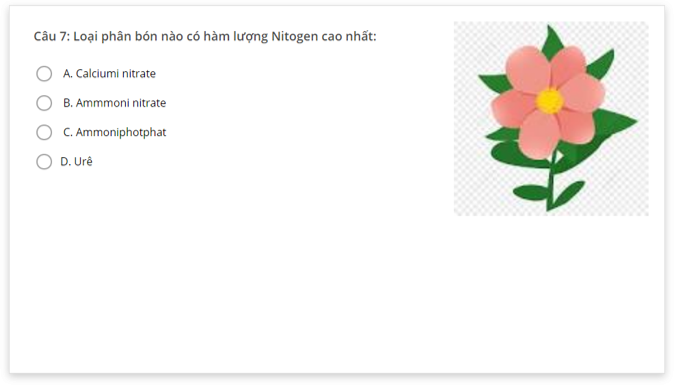 Câu 7: Loại phân bón nào có hàm lượng Nitogen cao nhất:
A. Calciumi nitrate
B. Ammmoni nitrate
C. Ammoniphotphat
D. Urê